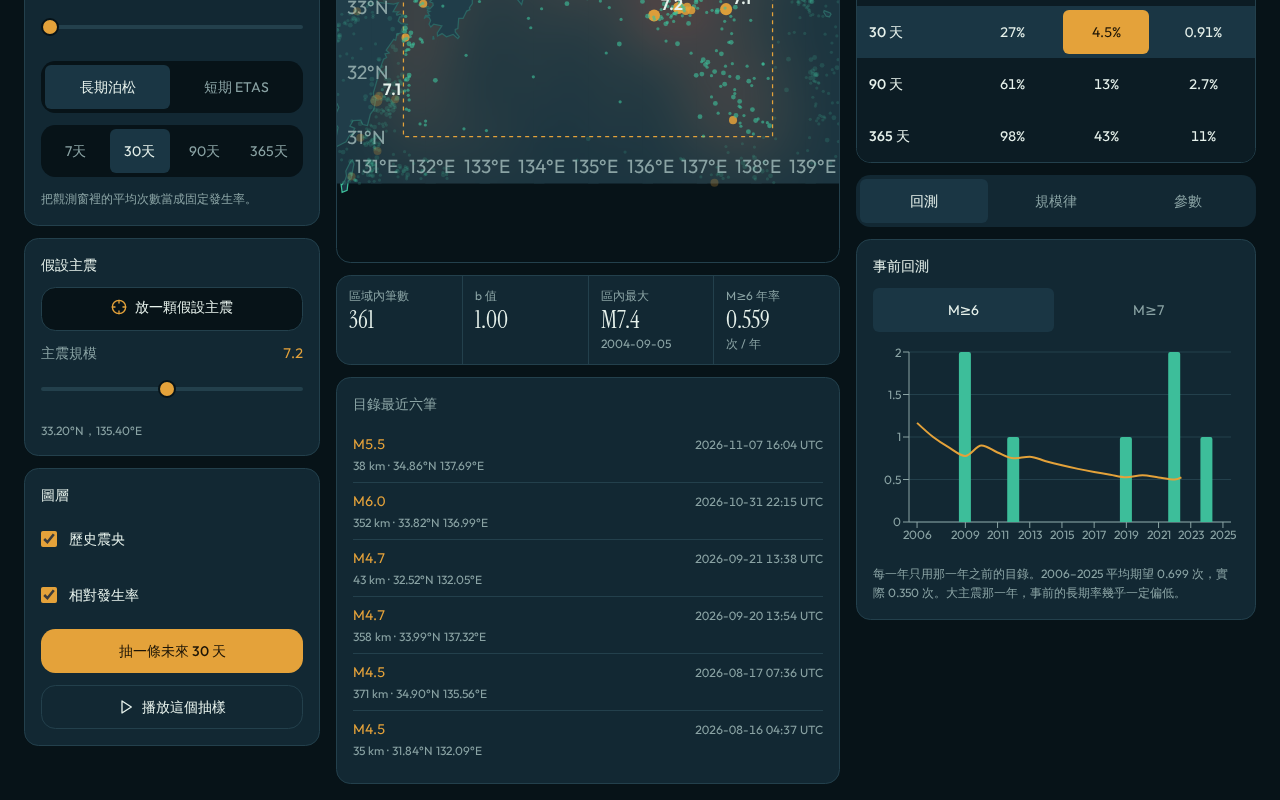 長期泊松
短期 ETAS
7天
30天
90天
365天
把觀測窗裡的平均次數當成固定發生率。
假設主震
放一顆假設主震
主震規模
7.2
33.20°N，135.40°E
圖層
歷史震央
相對發生率
抽一條未來 30 天
播放這個抽樣
33°N
32°N
31°N
7.2
7.1
7.1
131°E 132°E 133°E 134°E 135°E 136°E 137°E 138°E 139°E
區域內筆數
361
b 值
1.00
區內最大
M7.4
2004-09-05
M≥6 年率
0.559
次 / 年
目錄最近六筆
M5.5 2026-11-07 16:04 UTC
38 km · 34.86°N 137.69°E
M6.0 2026-10-31 22:15 UTC
352 km · 33.82°N 136.99°E
M4.7 2026-09-21 13:38 UTC
43 km · 32.52°N 132.05°E
M4.7 2026-09-20 13:54 UTC
358 km · 33.99°N 137.32°E
M4.5 2026-08-17 07:36 UTC
371 km · 34.90°N 135.56°E
M4.5 2026-08-16 04:37 UTC
35 km · 31.84°N 132.09°E
30 天 27% 4.5% 0.91%
90 天 61% 13% 2.7%
365 天 98% 43% 11%
回測
規模律
參數
事前回測
M≥6
M≥7
2
1.5
1
0.5
0
2006 2009 2011 2013 2015 2017 2019 2021 2023 2025
每一年只用那一年之前的目錄。2006–2025 平均期望 0.699 次，實
際 0.350 次。大主震那一年，事前的長期率幾乎一定偏低。